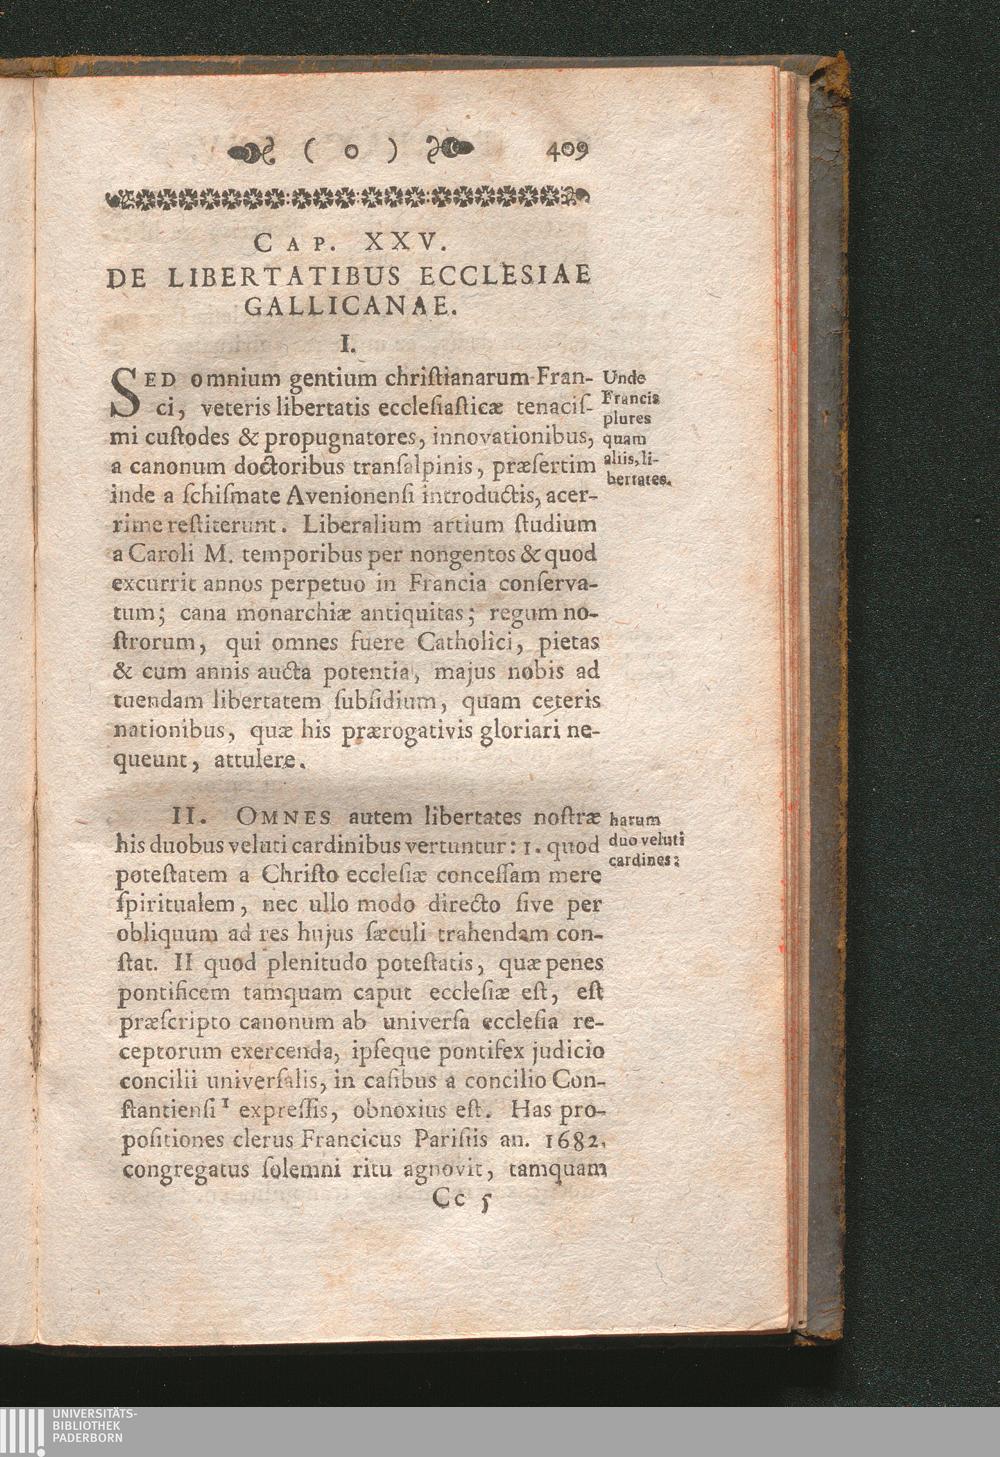 ( o ) 409
CAP. XXV.
DE LIBERTATIBUS ECCLESIAE
GALLICANAE.
I.
SED omnium gentium chriſtianarum Fran-
ci, veteris libertatis eccleſiaſticæ tenaciſ-
mi cuſtodes & propugnatores, innovationibus,
a canonum doctoribus tranſalpinis, præſertim
inde a ſchiſmate Avenionenſi introductis, acer-
rime reſtiterunt. Liberalium artium ſtudium
a Caroli M. temporibus per nongentos & quod
excurrit annos perpetuo in Francia conſerva-
tum; cana monarchiæ antiquitas; regum no-
ſtrorum, qui omnes fuere Catholici, pietas
& cum annis aucta potentia, majus nobis ad
tuendam libertatem ſubſidium, quam ceteris
nationibus, quæ his prærogativis gloriari ne-
queunt, attulere.
Unde
Francis
plures
quam
aliis, li-
bertates.
II. OMNES autem libertates noſtræ
his duobus veluti cardinibus vertuntur: 1. quod
poteſtatem a Chriſto eccleſiæ conceſſam mere
ſpiritualem, nec ullo modo directo ſive per
obliquum ad res hujus ſæculi trahendam con-
ſtat. II quod plenitudo poteſtatis, quæ penes
pontificem tamquam caput eccleſiæ eſt, eſt
præſcripto canonum ab univerſa eccleſia re-
ceptorum exercenda, ipſeque pontifex judicio
concilii univerſalis, in caſibus a concilio Con-
ſtantienſi 1 expreſſis, obnoxius eſt. Has pro-
poſitiones clerus Francicus Pariſiis an. 1682,
congregatus ſolemni ritu agnovit, tamquam
harum
duo veluti
cardines:
Cc 5
UNIVERSITÄTS-
BIBLIOTHEK
PADERBORN